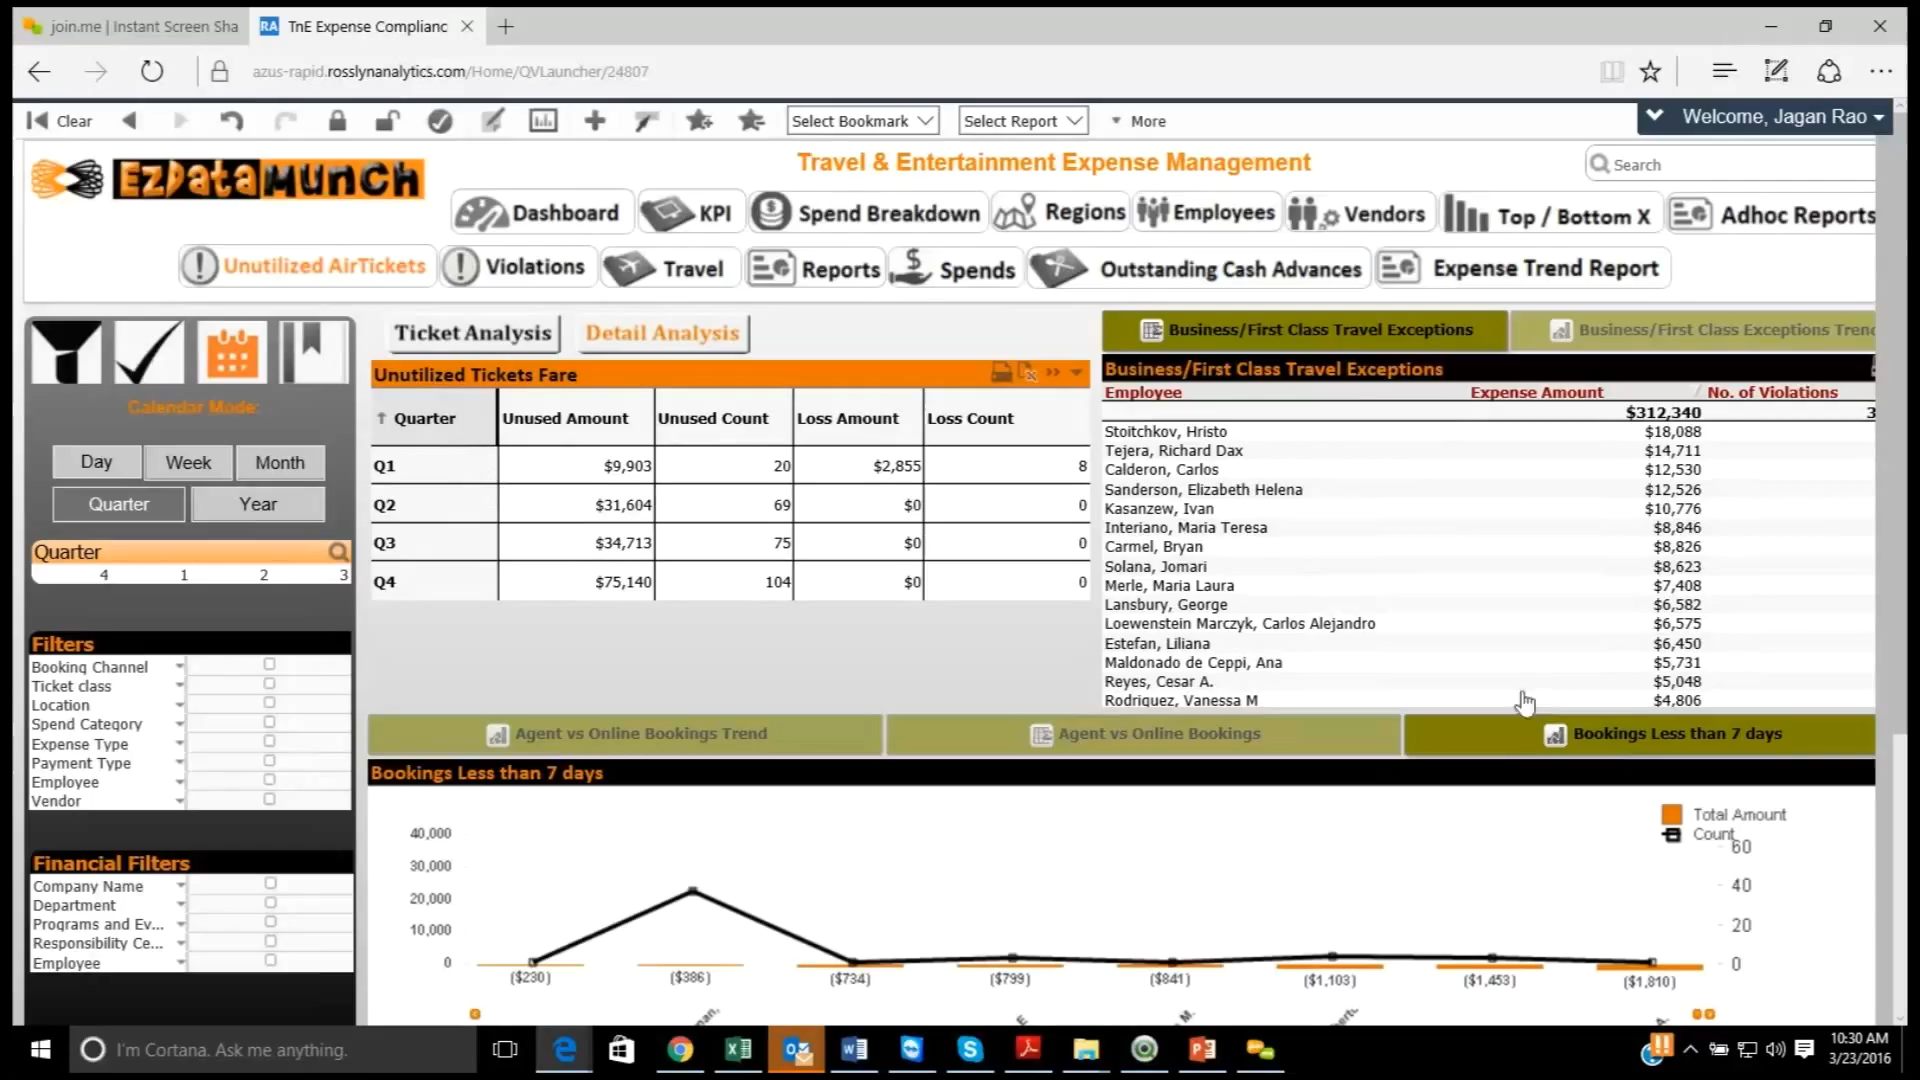 join.me | Instant Screen Sha
RA TnE Expense Complianc
azus-rapid.rosslynanalytics.com/Home/QVLauncher/24807
Clear
Select Bookmark
Select Report
More
Welcome, Jagan Rao
EzDataMunch
Travel & Entertainment Expense Management
Search
Dashboard KPI Spend Breakdown Regions Employees Vendors Top / Bottom X Adhoc Reports
Unutilized AirTickets Violations Travel Reports Spends Outstanding Cash Advances Expense Trend Report
Calendar Mode:
Day Week Month
Quarter Year
Quarter
4 1 2 3
Filters
Booking Channel
Ticket class
Location
Spend Category
Expense Type
Payment Type
Employee
Vendor
Financial Filters
Company Name
Department
Programs and Ev...
Responsibility Ce...
Employee
Ticket Analysis Detail Analysis
Unutilized Tickets Fare
Quarter Unused Amount Unused Count Loss Amount Loss Count
Q1 $9,903 20 $2,855 8
Q2 $31,604 69 $0 0
Q3 $34,713 75 $0 0
Q4 $75,140 104 $0 0
Business/First Class Travel Exceptions Business/First Class Exceptions Trend
Business/First Class Travel Exceptions
Employee Expense Amount No. of Violations
$312,340 3
Stoitchkov, Hristo $18,088
Tejera, Richard Dax $14,711
Calderon, Carlos $12,530
Sanderson, Elizabeth Helena $12,526
Kasanzew, Ivan $10,776
Interiano, Maria Teresa $8,846
Carmel, Bryan $8,826
Solana, Jomari $8,623
Merle, Maria Laura $7,408
Lansbury, George $6,582
Loewenstein Marczyk, Carlos Alejandro $6,575
Estefan, Liliana $6,450
Maldonado de Ceppi, Ana $5,731
Reyes, Cesar A. $5,048
Rodriguez, Vanessa M $4,806
Agent vs Online Bookings Trend Agent vs Online Bookings Bookings Less than 7 days
Bookings Less than 7 days
Total Amount
Count
40,000
30,000
20,000
10,000
0
60
40
20
0
($230) ($386) ($734) ($799) ($841) ($1,103) ($1,453) ($1,810)
I'm Cortana. Ask me anything.
10:30 AM
3/23/2016